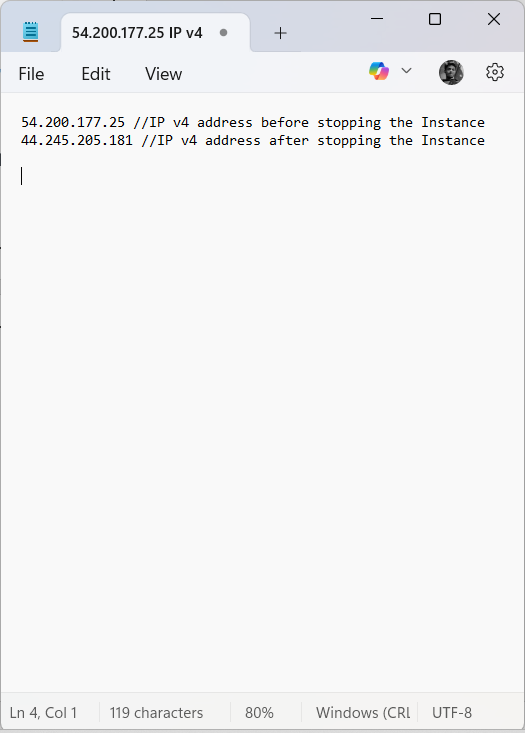 54.200.177.25 IP v4
File Edit View
54.200.177.25 //IP v4 address before stopping the Instance
44.245.205.181 //IP v4 address after stopping the Instance
Ln 4, Col 1 119 characters 80% Windows (CRL UTF-8